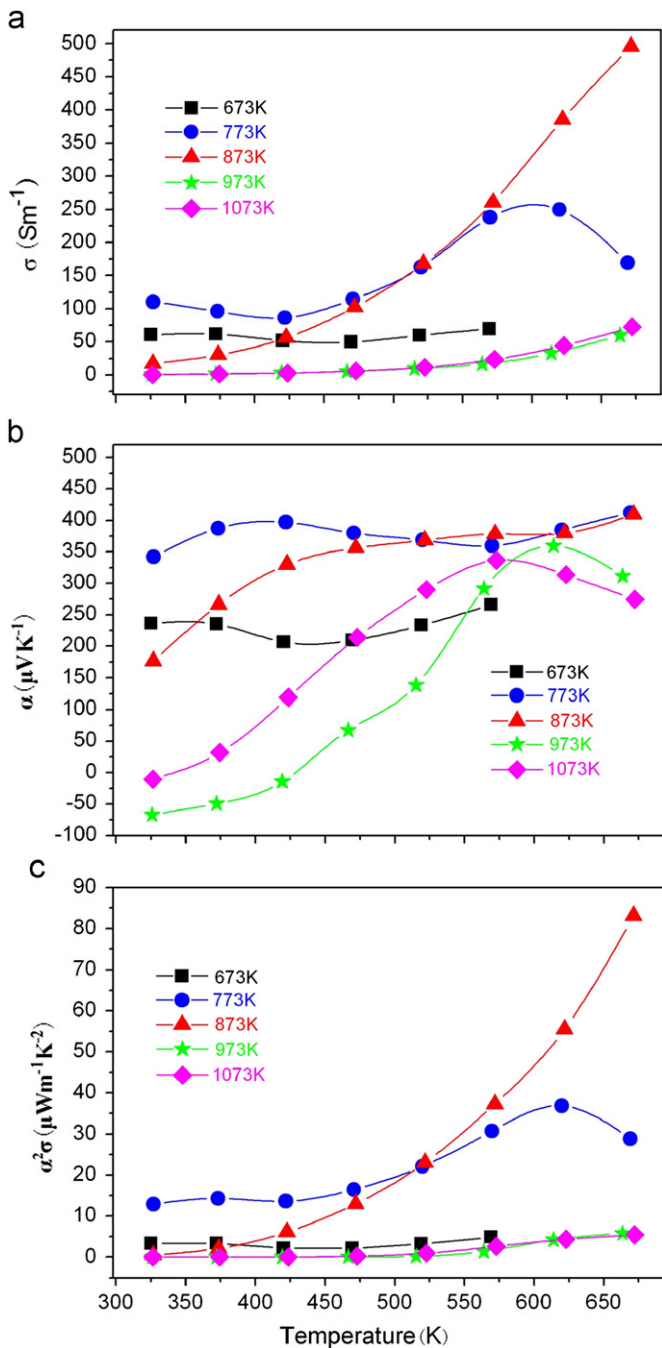 a
500
450
400
350
300
250
200
150
100
50
0
σ (Sm⁻¹)
673K
773K
873K
973K
1073K
b
500
450
400
350
300
250
200
150
100
50
0
-50
-100
α(μVK⁻¹)
673K
773K
873K
973K
1073K
c
90
80
70
60
50
40
30
20
10
0
α²σ(μWm⁻¹K⁻²)
673K
773K
873K
973K
1073K
300 350 400 450 500 550 600 650
Temperature(K)